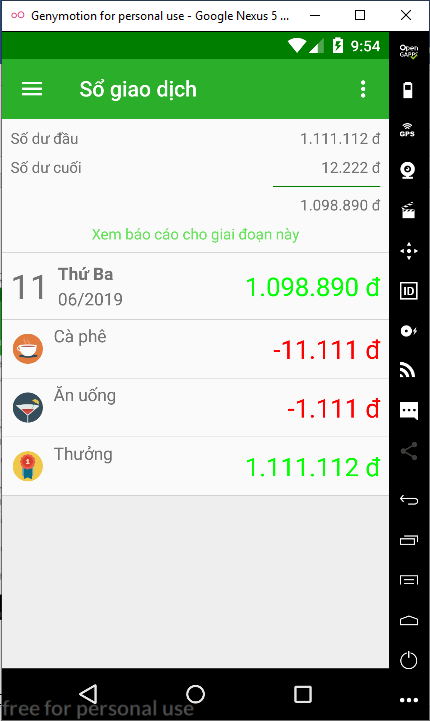 Genymotion for personal use - Google Nexus 5 ...
9:54
Open
GAPPS
Sổ giao dịch
GPS
Số dư đầu 1.111.112 đ
Số dư cuối 12.222 đ
1.098.890 đ
Xem báo cáo cho giai đoạn này
11 Thứ Ba
06/2019
1.098.890 đ
ID
Cà phê
-11.111 đ
Ăn uống
-1.111 đ
Thưởng
1.111.112 đ
free for personal use